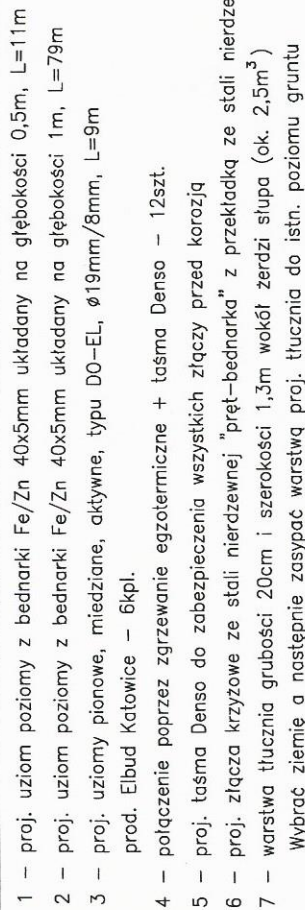 1 – proj. uziom poziomy z bednarki Fe/Zn 40x5mm układany na głębokości 0,5m, L=11m
2 – proj. uziom poziomy z bednarki Fe/Zn 40x5mm układany na głębokości 1m, L=79m
3 – proj. uziomy pionowe, miedziane, aktywne, typu DO–EL, ø19mm/8mm, L=9m
prod. Elbud Katowice – 6kpl.
4 – połączenie poprzez zgrzewanie egzotermiczne + taśma Denso – 12szt.
5 – proj. taśma Denso do zabezpieczenia wszystkich złączy przed korozją
6 – proj. złącza krzyżowe ze stali nierdzewnej "pręt–bednarka" z przekładką ze stali nierdze
7 – warstwa tłucznia grubości 20cm i szerokości 1,3m wokół żerdzi słupa (ok. 2,5m³)
Wybrać ziemie a następnie zasypać warstwą proj. tłucznia do istn. poziomu gruntu